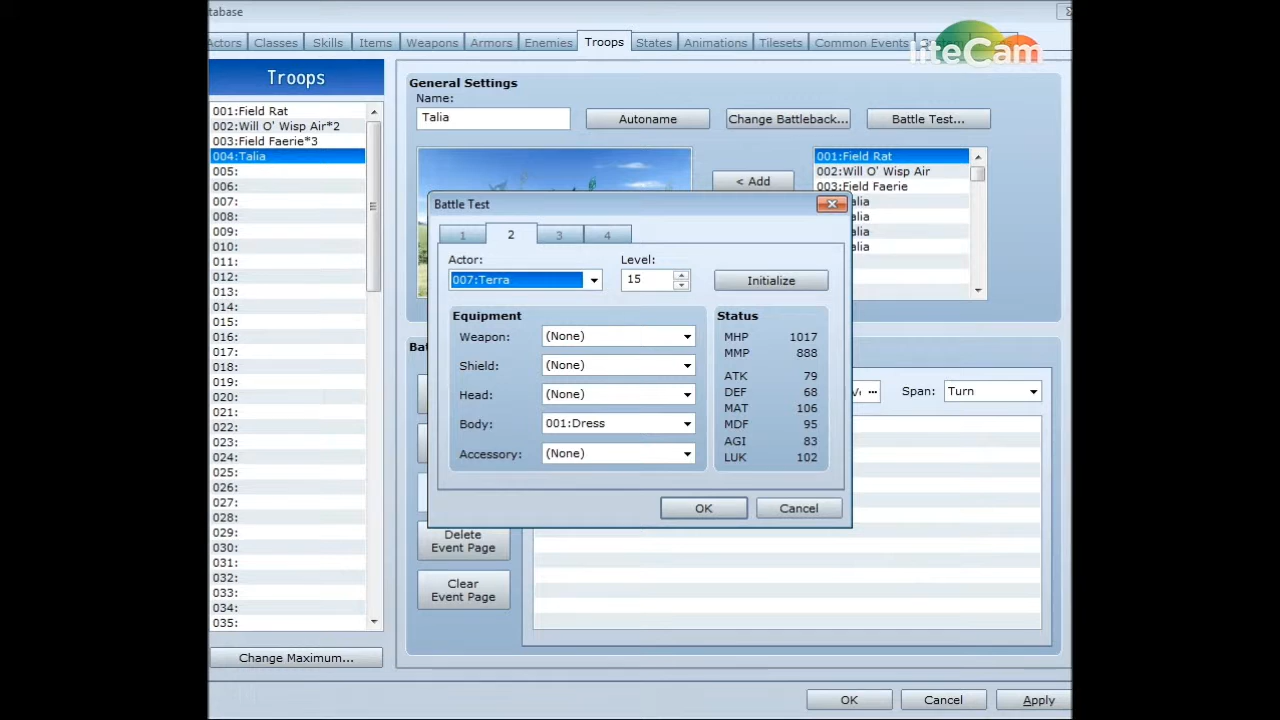 tabase
Actors Classes Skills Items Weapons Armors Enemies Troops States Animations Tilesets Common Events
liteCam
Troops
001:Field Rat
002:Will O' Wisp Air*2
003:Field Faerie*3
004:Talia
005:
006:
007:
008:
009:
010:
011:
012:
013:
014:
015:
016:
017:
018:
019:
020:
021:
022:
023:
024:
025:
026:
027:
028:
029:
030:
031:
032:
033:
034:
035:
Change Maximum...
General Settings
Name:
Talia
Autoname
Change Battleback...
Battle Test...
< Add
001:Field Rat
002:Will O' Wisp Air
003:Field Faerie
alia
alia
alia
alia
Battle Test
1 2 3 4
Actor:
007:Terra
Level:
15
Initialize
Equipment
Weapon: (None)
Shield: (None)
Head: (None)
Body: 001:Dress
Accessory: (None)
Status
MHP 1017
MMP 888
ATK 79
DEF 68
MAT 106
MDF 95
AGI 83
LUK 102
OK
Cancel
Bat
...
Span: Turn
Delete
Event Page
Clear
Event Page
OK
Cancel
Apply